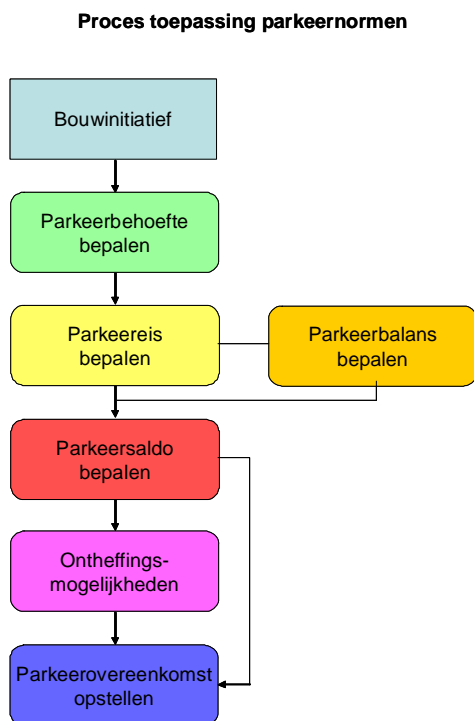 Proces toepassing parkeernormen
Bouwinitiatief
Parkeerbehoefte
bepalen
Parkeereis
bepalen
Parkeerbalans
bepalen
Parkeersaldo
bepalen
Ontheffings-
mogelijkheden
Parkeerovereenkomst
opstellen